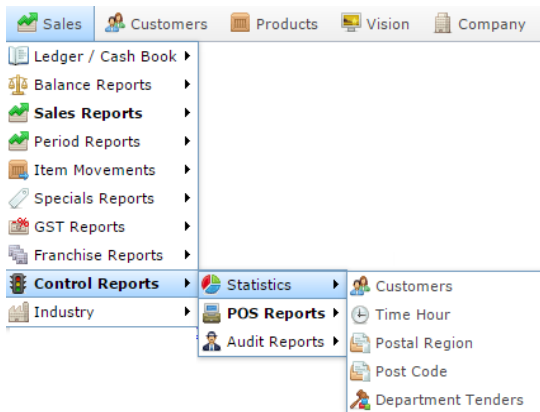 Sales Customers Products Vision Company
Ledger / Cash Book
Balance Reports
Sales Reports
Period Reports
Item Movements
Specials Reports
GST Reports
Franchise Reports
Control Reports Statistics Customers
Industry POS Reports Time Hour
Audit Reports Postal Region
Post Code
Department Tenders